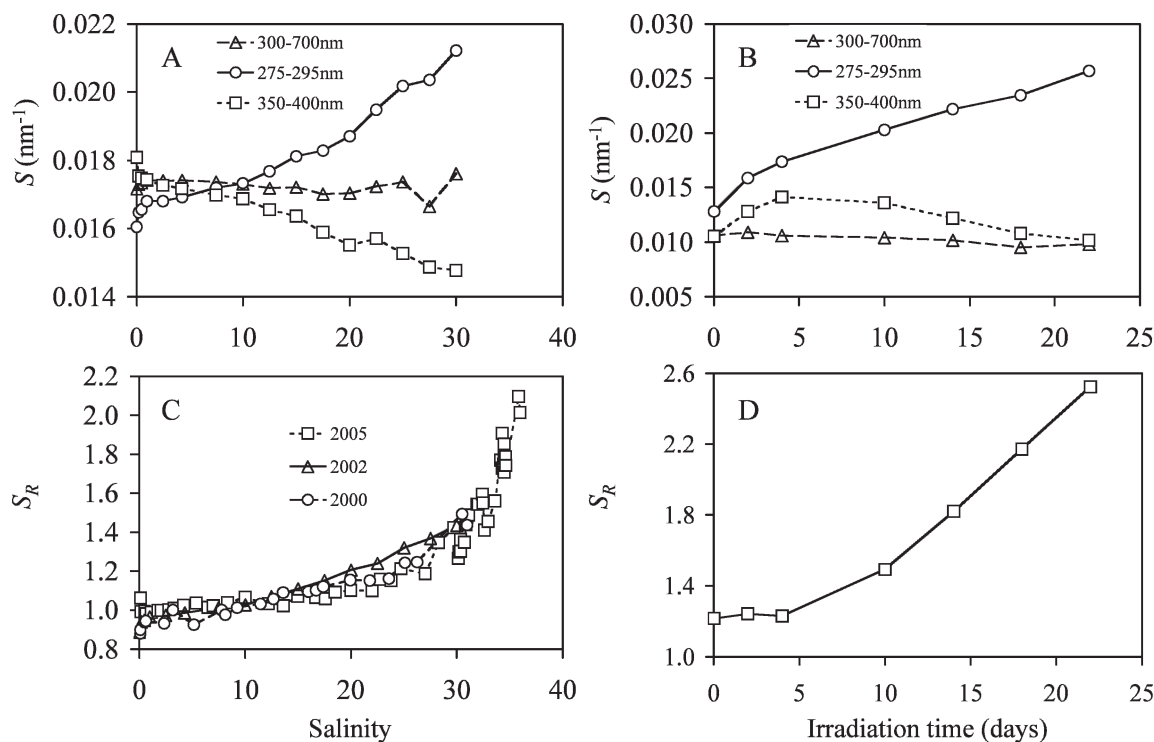 A
300-700nm
275-295nm
350-400nm
S (nm⁻¹)
0.022
0.020
0.018
0.016
0.014
0 10 20 30 40
B
300-700nm
275-295nm
350-400nm
S (nm⁻¹)
0.030
0.025
0.020
0.015
0.010
0.005
0 5 10 15 20 25
C
2005
2002
2000
S_R
2.2
2.0
1.8
1.6
1.4
1.2
1.0
0.8
0 10 20 30 40
Salinity
D
S_R
2.6
2.2
1.8
1.4
1.0
0 5 10 15 20 25
Irradiation time (days)